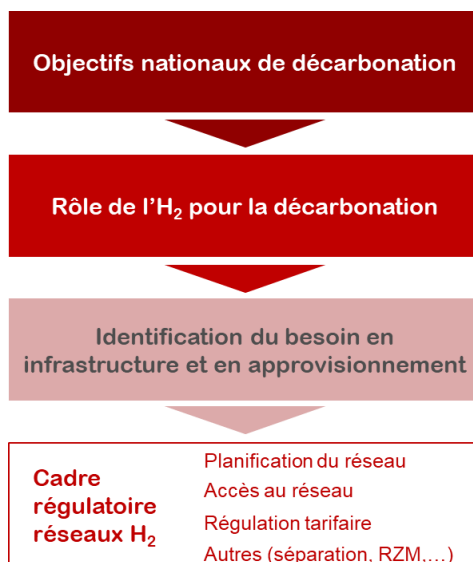 Objectifs nationaux de décarbonation
Rôle de l'H₂ pour la décarbonation
Identification du besoin en
infrastructure et en approvisionnement
Cadre
régulatoire
réseaux H₂
Planification du réseau
Accès au réseau
Régulation tarifaire
Autres (séparation, RZM,...)